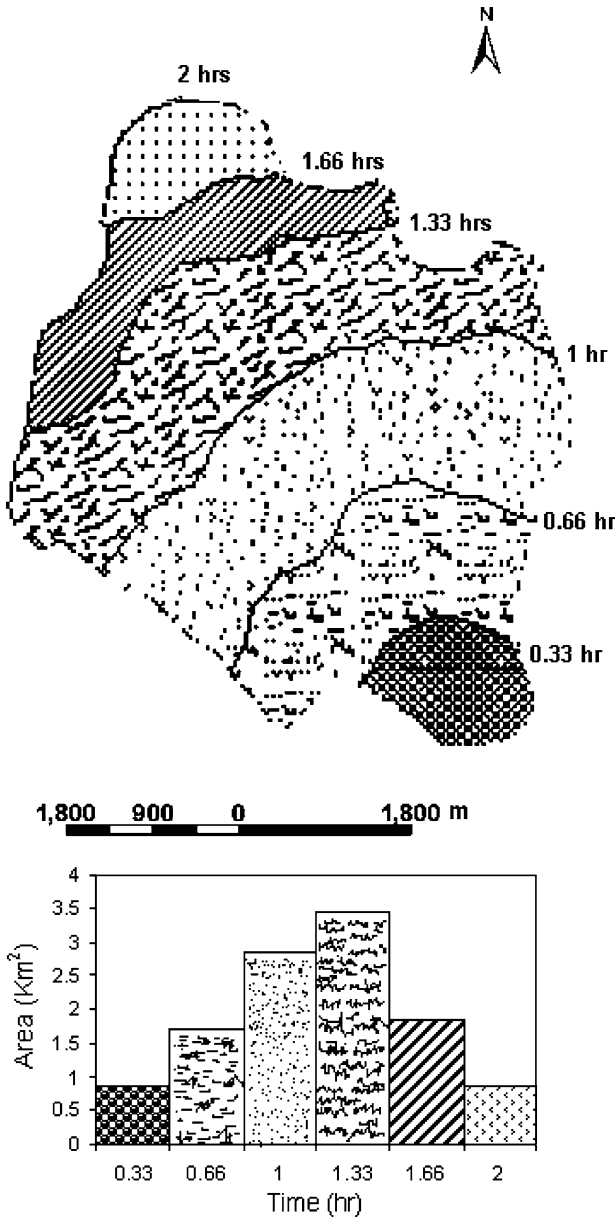 N
2 hrs
1.66 hrs
1.33 hrs
1 hr
0.66 hr
0.33 hr
1,800 900 0 1,800 m
4
3.5
3
2.5
2
1.5
1
0.5
0
Area (Km²)
0.33 0.66 1 1.33 1.66 2
Time (hr)